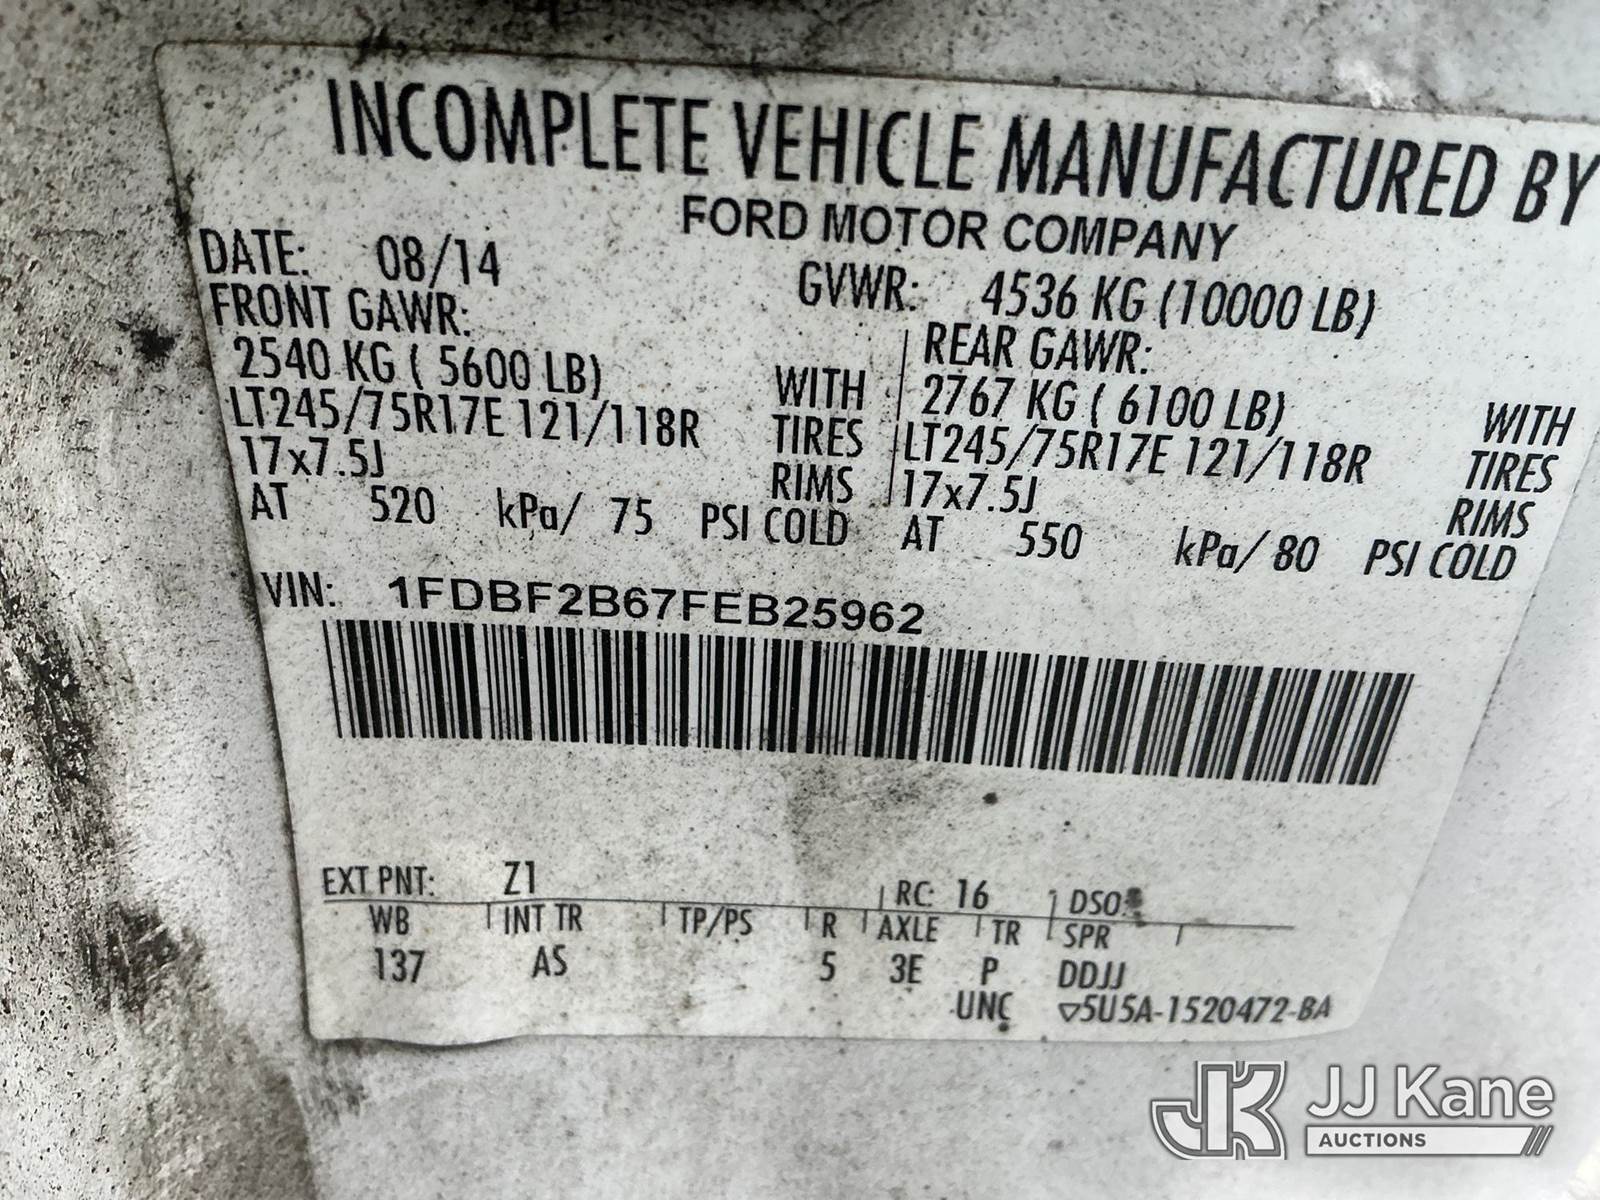 INCOMPLETE VEHICLE MANUFACTURED BY
FORD MOTOR COMPANY
DATE: 08/14 GVWR: 4536 KG (10000 LB)
FRONT GAWR: REAR GAWR:
2540 KG ( 5600 LB) WITH 2767 KG ( 6100 LB) WITH
LT245/75R17E 121/118R TIRES LT245/75R17E 121/118R TIRES
17x7.5J RIMS 17x7.5J RIMS
AT 520 kPa/ 75 PSI COLD AT 550 kPa/ 80 PSI COLD
VIN: 1FDBF2B67FEB25962
EXT PNT: Z1 RC: 16 DSO:
WB INT TR TP/PS R AXLE TR SPR
137 AS 5 3E P DDJJ
UNC ▽5U5A-1520472-BA
JK JJ Kane
AUCTIONS